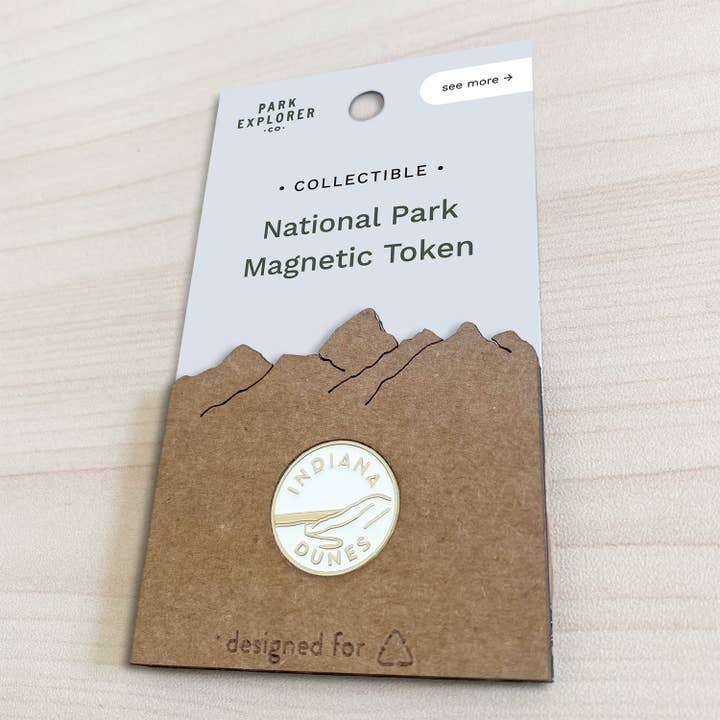 PARK
EXPLORER
•CO•
see more →
• COLLECTIBLE •
National Park
Magnetic Token
INDIANA
DUNES
designed for